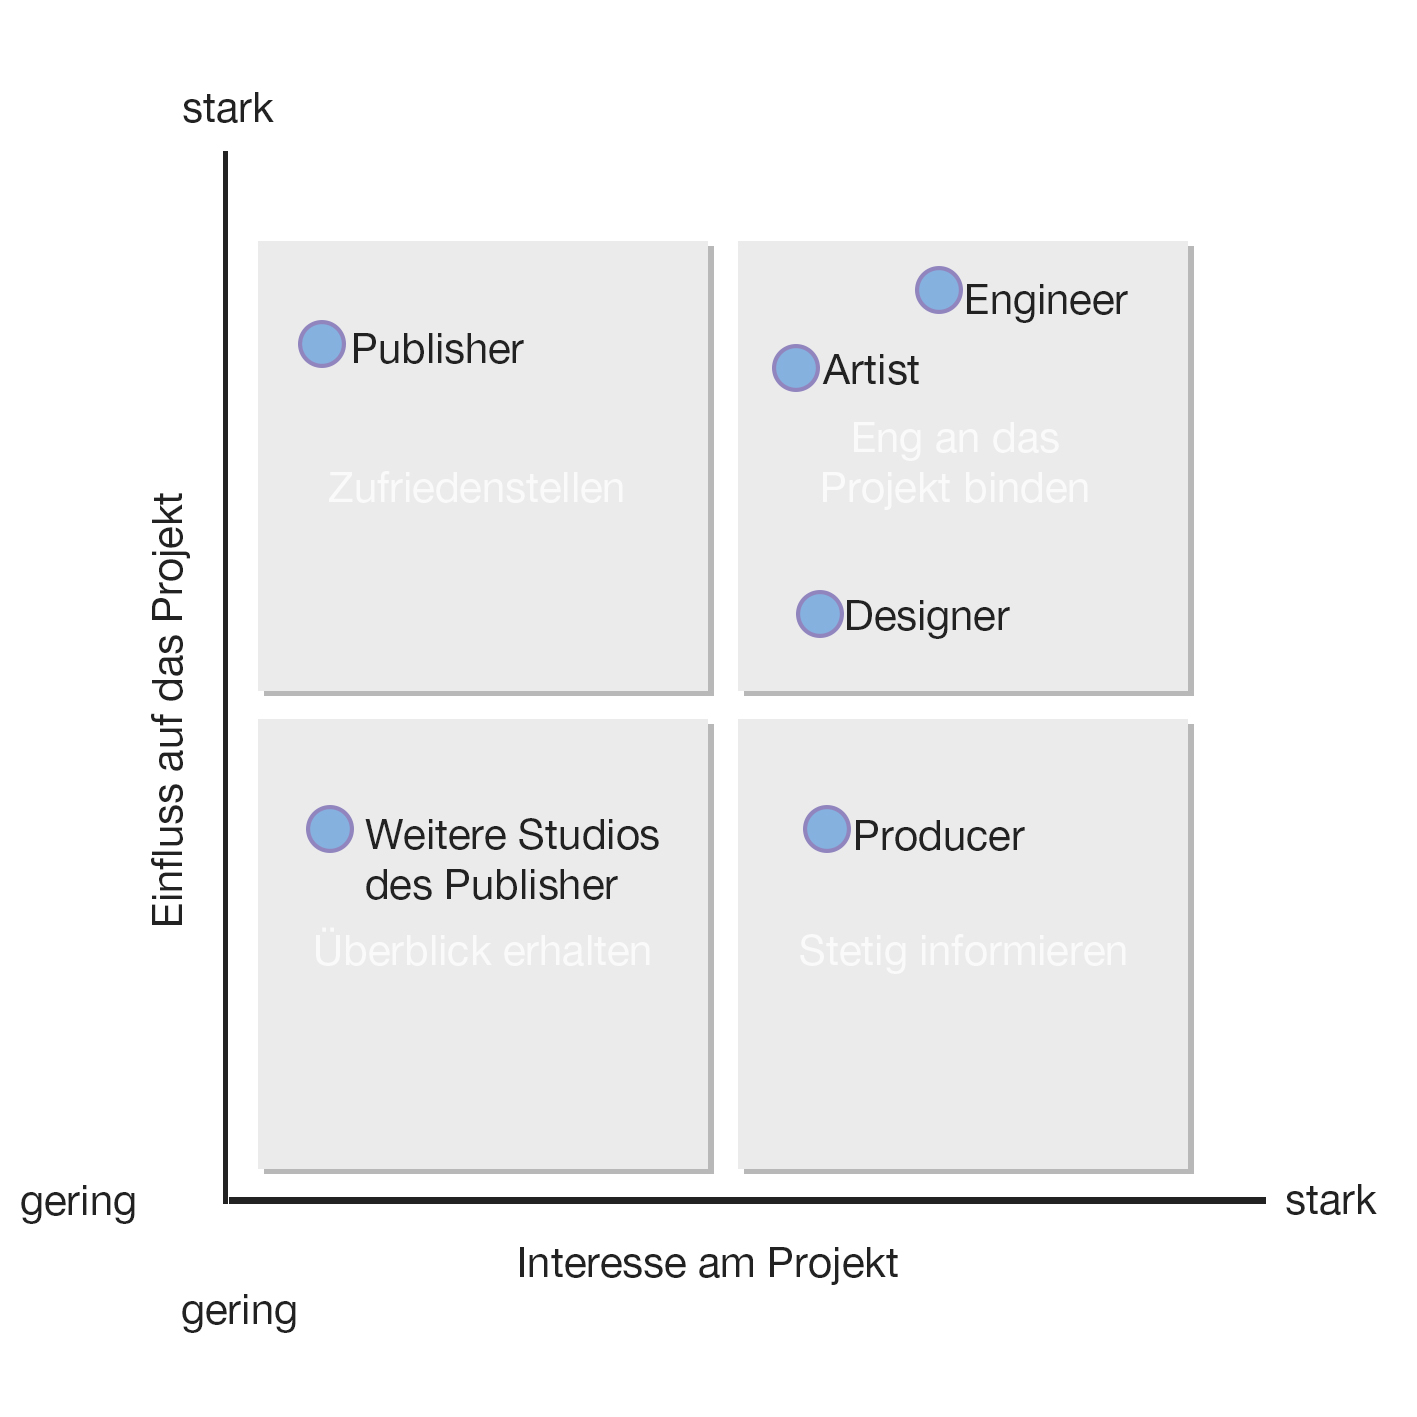 stark
Einfluss auf das Projekt
Publisher
Zufriedenstellen
Engineer
Artist
Eng an das
Projekt binden
Designer
Weitere Studios
des Publisher
Überblick erhalten
Producer
Stetig informieren
gering
stark
Interesse am Projekt
gering